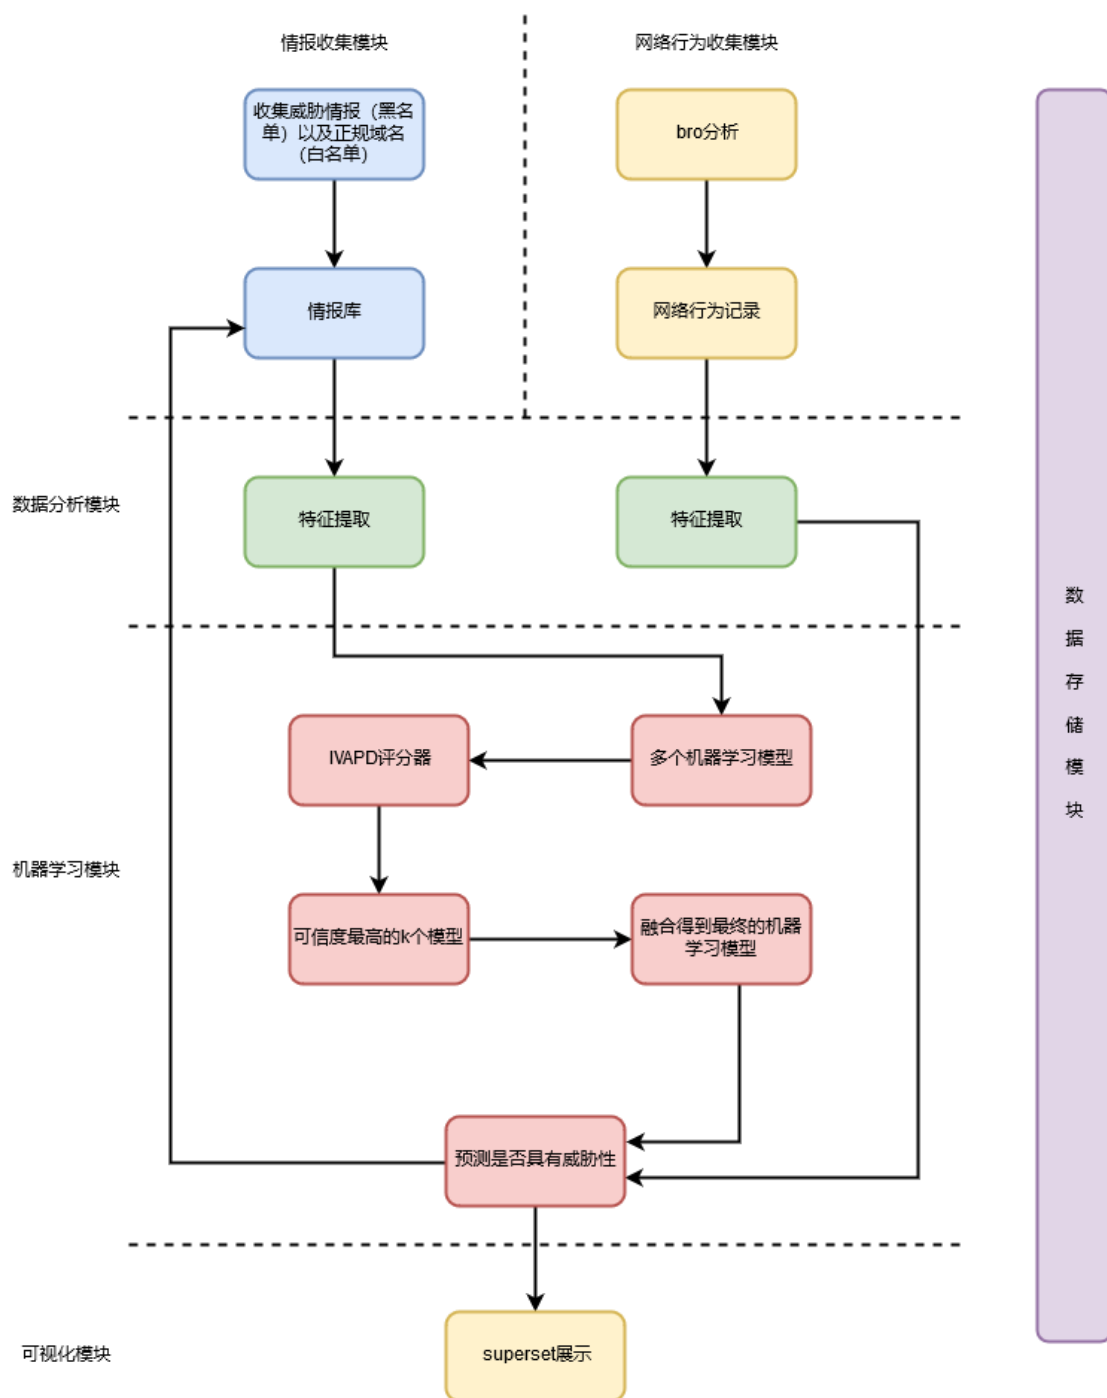 情报收集模块
网络行为收集模块
收集威胁情报（黑名
单）以及正规域名
（白名单）
bro分析
情报库
网络行为记录
数据分析模块
特征提取
特征提取
数
据
存
储
模
块
IVAPD评分器
多个机器学习模型
机器学习模块
可信度最高的k个模型
融合得到最终的机器
学习模型
预测是否具有威胁性
可视化模块
superset展示